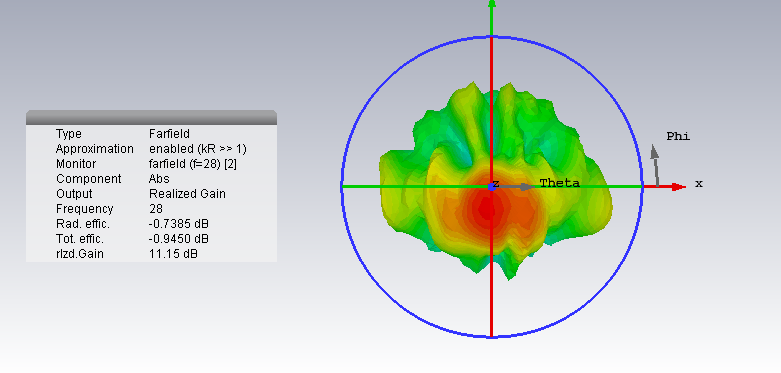 Type Farfield
Approximation enabled (kR >> 1)
Monitor farfield (f=28) [2]
Component Abs
Output Realized Gain
Frequency 28
Rad. effic. -0.7385 dB
Tot. effic. -0.9450 dB
rlzd.Gain 11.15 dB
Phi
z Theta x